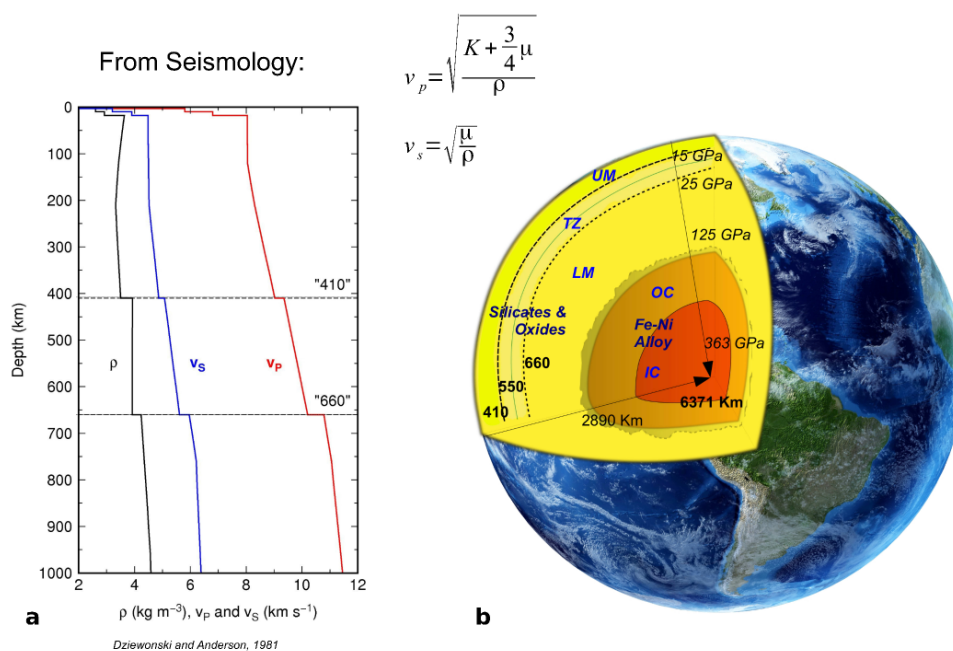 From Seismology:
v_p = √((K + 3/4 μ)/ρ)
v_s = √(μ/ρ)
0
100
200
300
400
500
600
700
800
900
1000
Depth (km)
"410"
"660"
ρ
v_S
v_P
2
4
6
8
10
12
ρ (kg m⁻³), v_P and v_S (km s⁻¹)
a
Dziewonski and Anderson, 1981
UM
15 GPa
25 GPa
TZ
125 GPa
LM
OC
Silicates &
Oxides
Fe-Ni
Alloy
363 GPa
660
IC
550
6371 Km
410
2890 Km
b